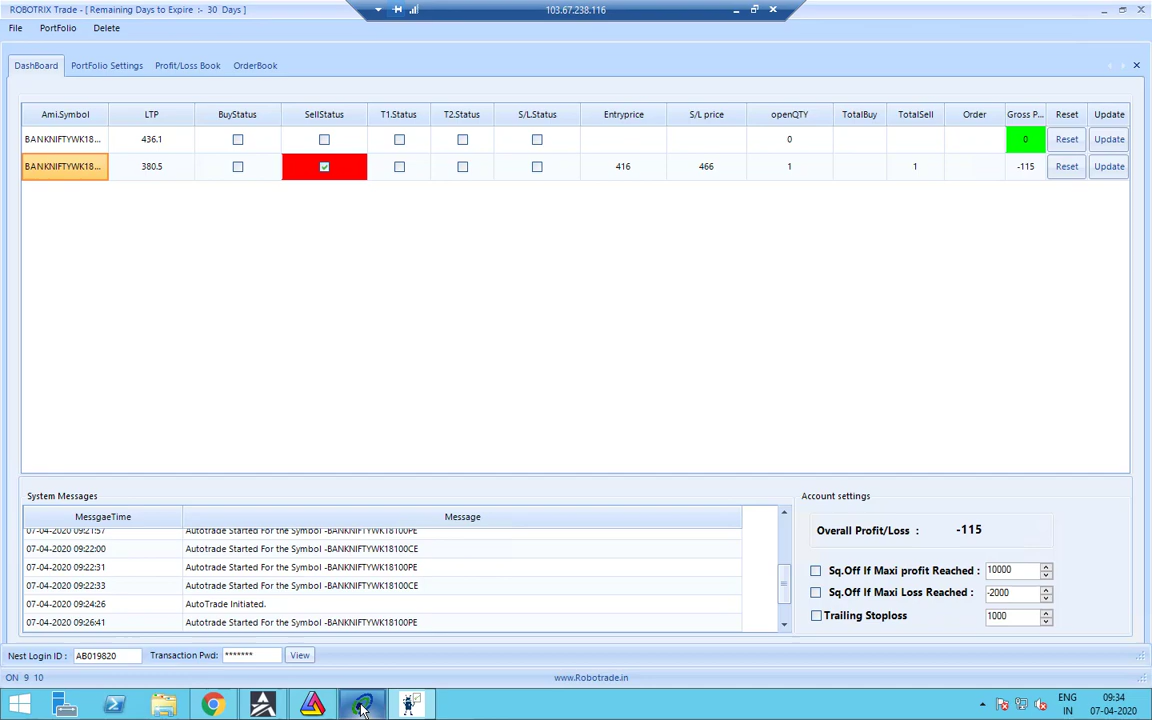 ROBOTRIX Trade - [ Remaining Days to Expire :- 30 Days ]
103.67.238.116
File PortFolio Delete
DashBoard PortFolio Settings Profit/Loss Book OrderBook
Ami.Symbol LTP BuyStatus SellStatus T1.Status T2.Status S/L.Status Entryprice S/L price openQTY TotalBuy TotalSell Order Gross P... Reset Update
BANKNIFTYWK18... 436.1 0 0 Reset Update
BANKNIFTYWK18... 380.5 416 466 1 1 -115 Reset Update
System Messages
Account settings
MessgaeTime Message
07-04-2020 09:21:57 Autotrade Started For the Symbol -BANKNIFTYWK18100PE
07-04-2020 09:22:00 Autotrade Started For the Symbol -BANKNIFTYWK18100CE
07-04-2020 09:22:31 Autotrade Started For the Symbol -BANKNIFTYWK18100PE
07-04-2020 09:22:33 Autotrade Started For the Symbol -BANKNIFTYWK18100CE
07-04-2020 09:24:26 AutoTrade Initiated.
07-04-2020 09:26:41 Autotrade Started For the Symbol -BANKNIFTYWK18100PE
Overall Profit/Loss : -115
Sq.Off If Maxi profit Reached : 10000
Sq.Off If Maxi Loss Reached : -2000
Trailing Stoploss 1000
Nest Login ID : AB019820 Transaction Pwd: ******* View
ON 9 10
www.Robotrade.in
ENG 09:34
IN 07-04-2020